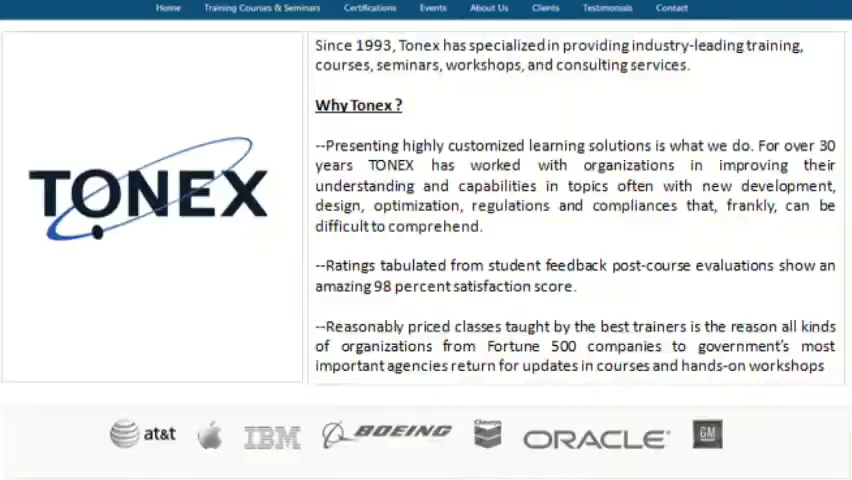 Home Training Courses & Seminars Certifications Events About Us Clients Testimonials Contact
Since 1993, Tonex has specialized in providing industry-leading training,
courses, seminars, workshops, and consulting services.
Why Tonex ?
--Presenting highly customized learning solutions is what we do. For over 30
years TONEX has worked with organizations in improving their
understanding and capabilities in topics often with new development,
design, optimization, regulations and compliances that, frankly, can be
difficult to comprehend.
--Ratings tabulated from student feedback post-course evaluations show an
amazing 98 percent satisfaction score.
--Reasonably priced classes taught by the best trainers is the reason all kinds
of organizations from Fortune 500 companies to government's most
important agencies return for updates in courses and hands-on workshops
TONEX
at&t IBM BOEING Chevron ORACLE GM